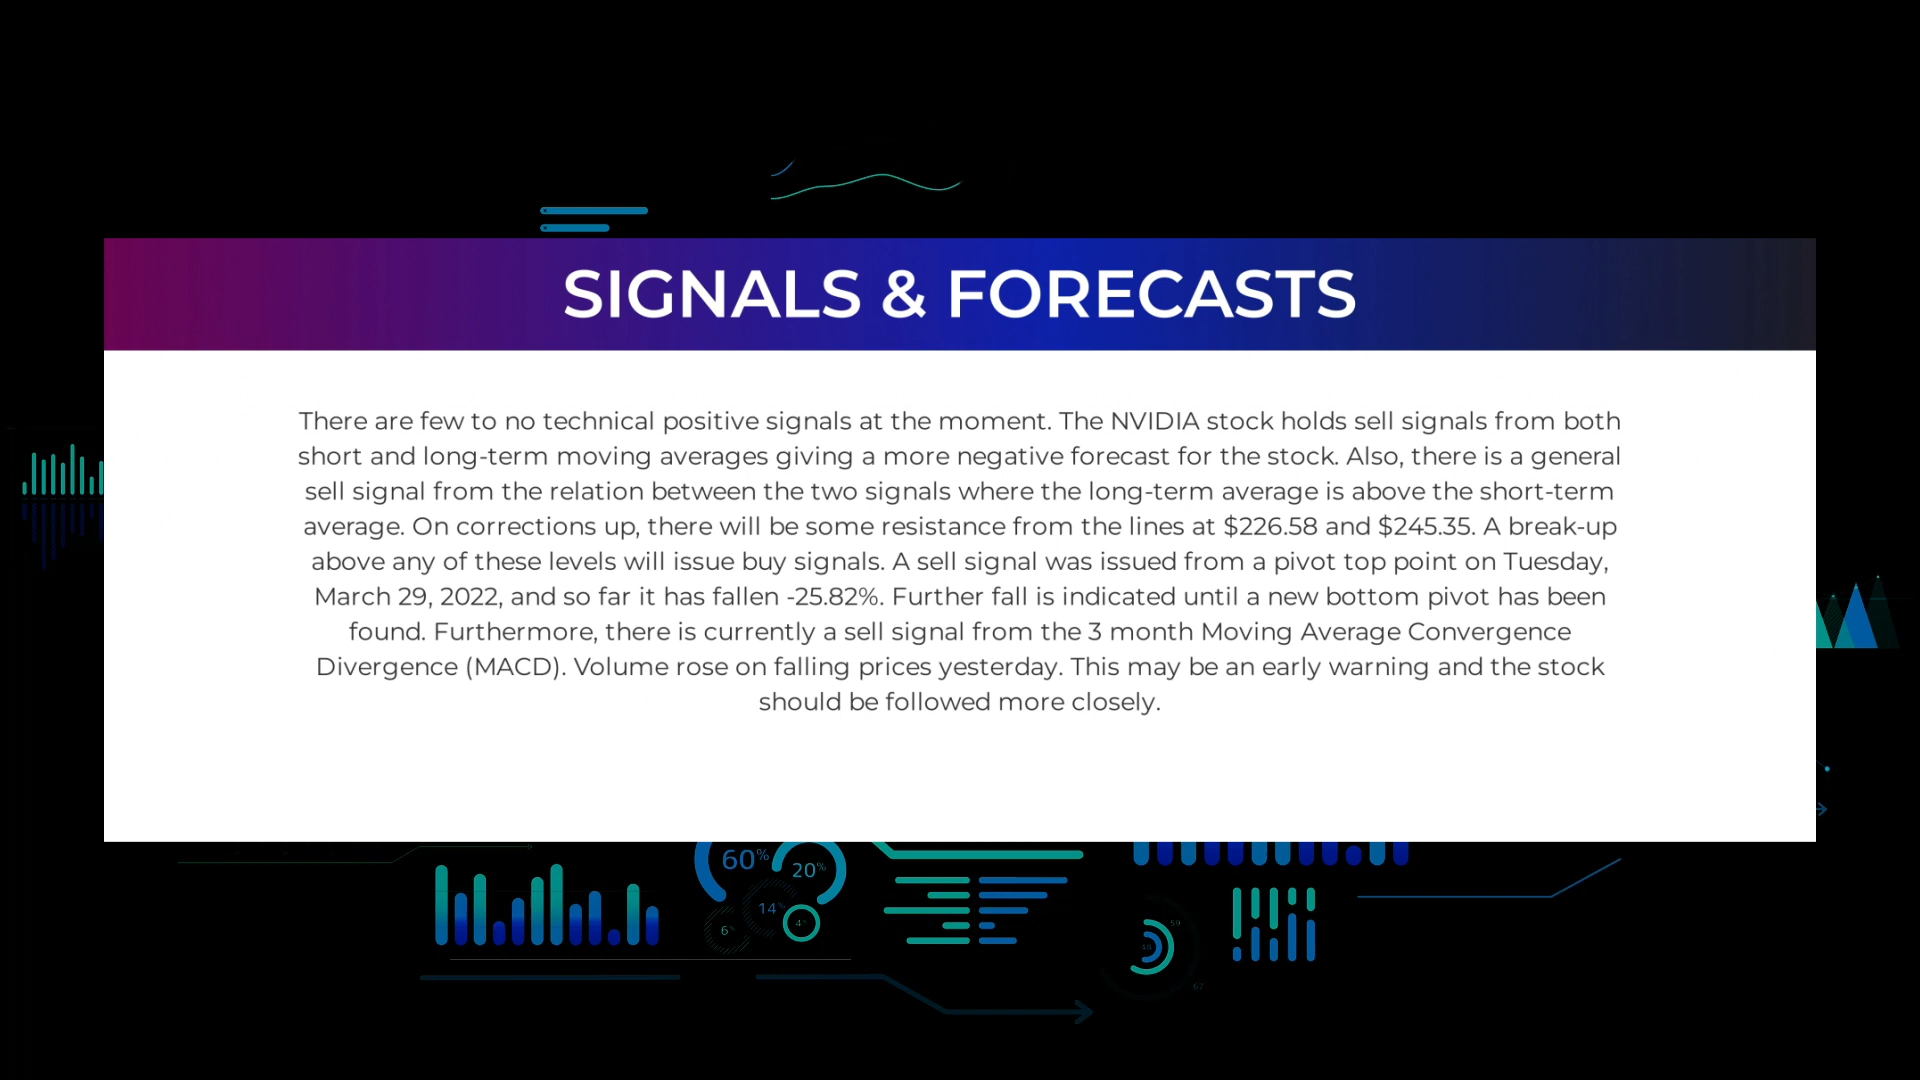 SIGNALS & FORECASTS
There are few to no technical positive signals at the moment. The NVIDIA stock holds sell signals from both
short and long-term moving averages giving a more negative forecast for the stock. Also, there is a general
sell signal from the relation between the two signals where the long-term average is above the short-term
average. On corrections up, there will be some resistance from the lines at $226.58 and $245.35. A break-up
above any of these levels will issue buy signals. A sell signal was issued from a pivot top point on Tuesday,
March 29, 2022, and so far it has fallen -25.82%. Further fall is indicated until a new bottom pivot has been
found. Furthermore, there is currently a sell signal from the 3 month Moving Average Convergence
Divergence (MACD). Volume rose on falling prices yesterday. This may be an early warning and the stock
should be followed more closely.
60%
20%
14%
6%
4%
59
67